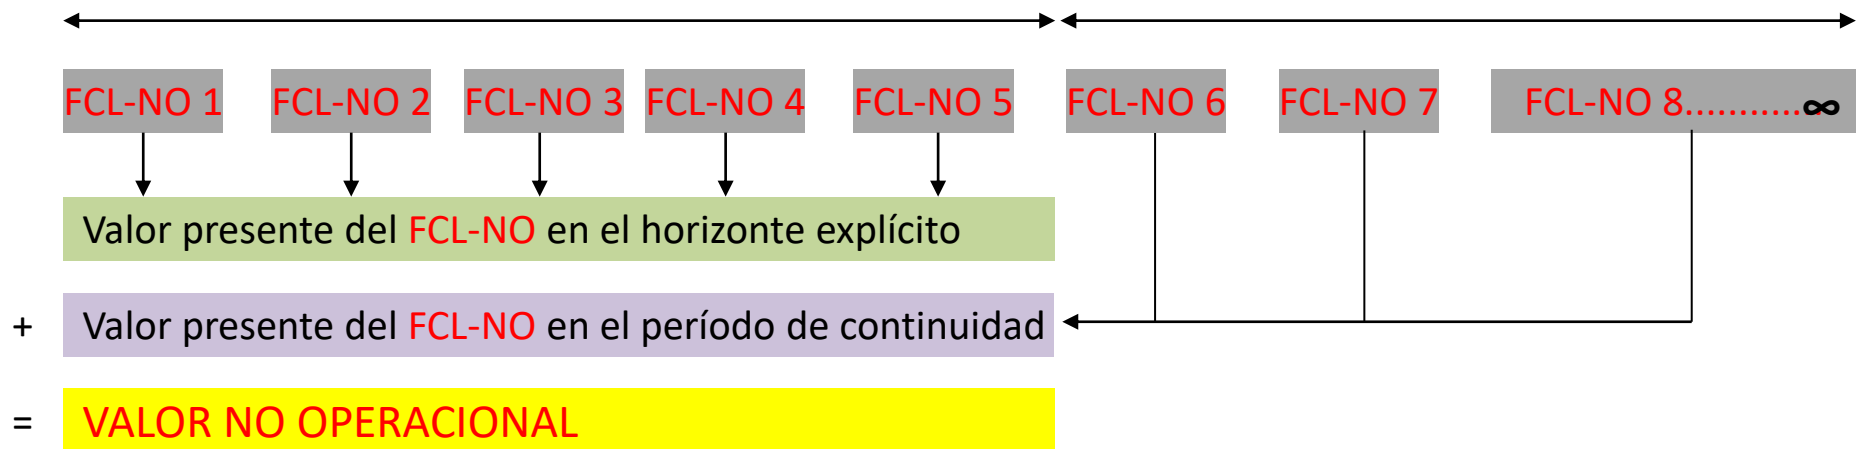 FCL-NO 1 FCL-NO 2 FCL-NO 3 FCL-NO 4 FCL-NO 5 FCL-NO 6 FCL-NO 7 FCL-NO 8............∞
Valor presente del FCL-NO en el horizonte explícito
+ Valor presente del FCL-NO en el período de continuidad
= VALOR NO OPERACIONAL